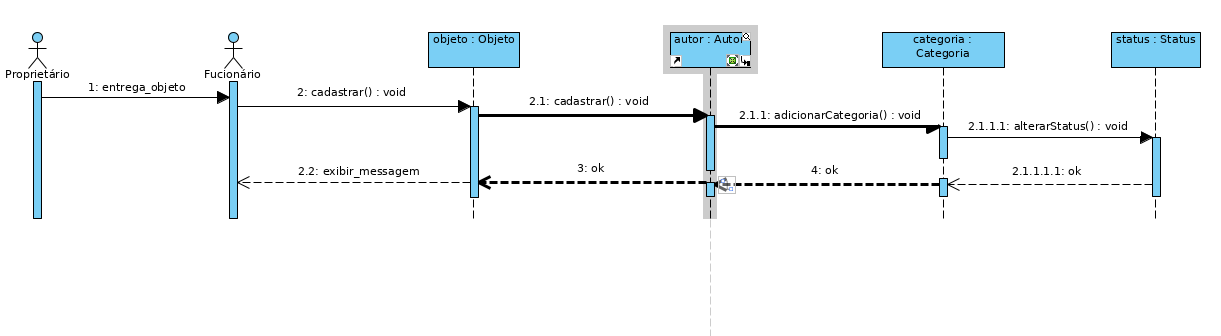 objeto : Objeto
autor : Autor
categoria :
Categoria
status : Status
Proprietário
Fucionário
1: entrega_objeto
2: cadastrar() : void
2.1: cadastrar() : void
2.1.1: adicionarCategoria() : void
2.1.1.1: alterarStatus() : void
2.2: exibir_messagem
3: ok
4: ok
2.1.1.1.1: ok